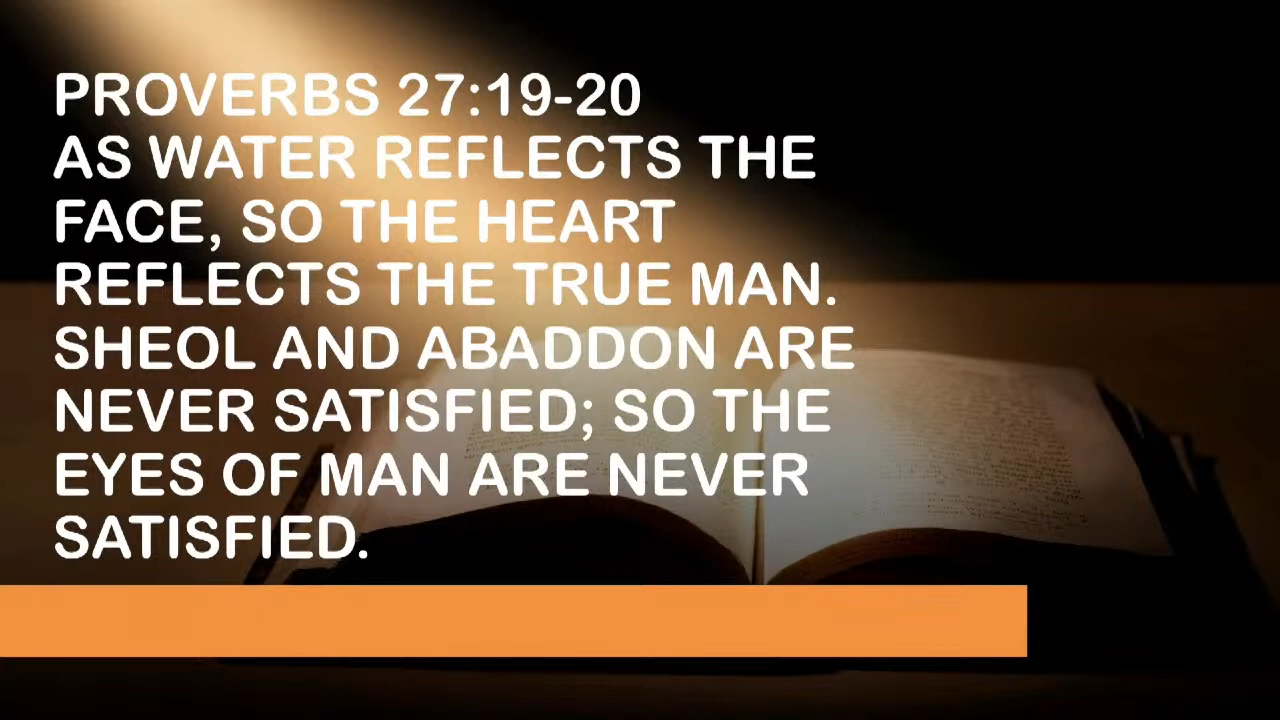 PROVERBS 27:19-20
AS WATER REFLECTS THE
FACE, SO THE HEART
REFLECTS THE TRUE MAN.
SHEOL AND ABADDON ARE
NEVER SATISFIED; SO THE
EYES OF MAN ARE NEVER
SATISFIED.